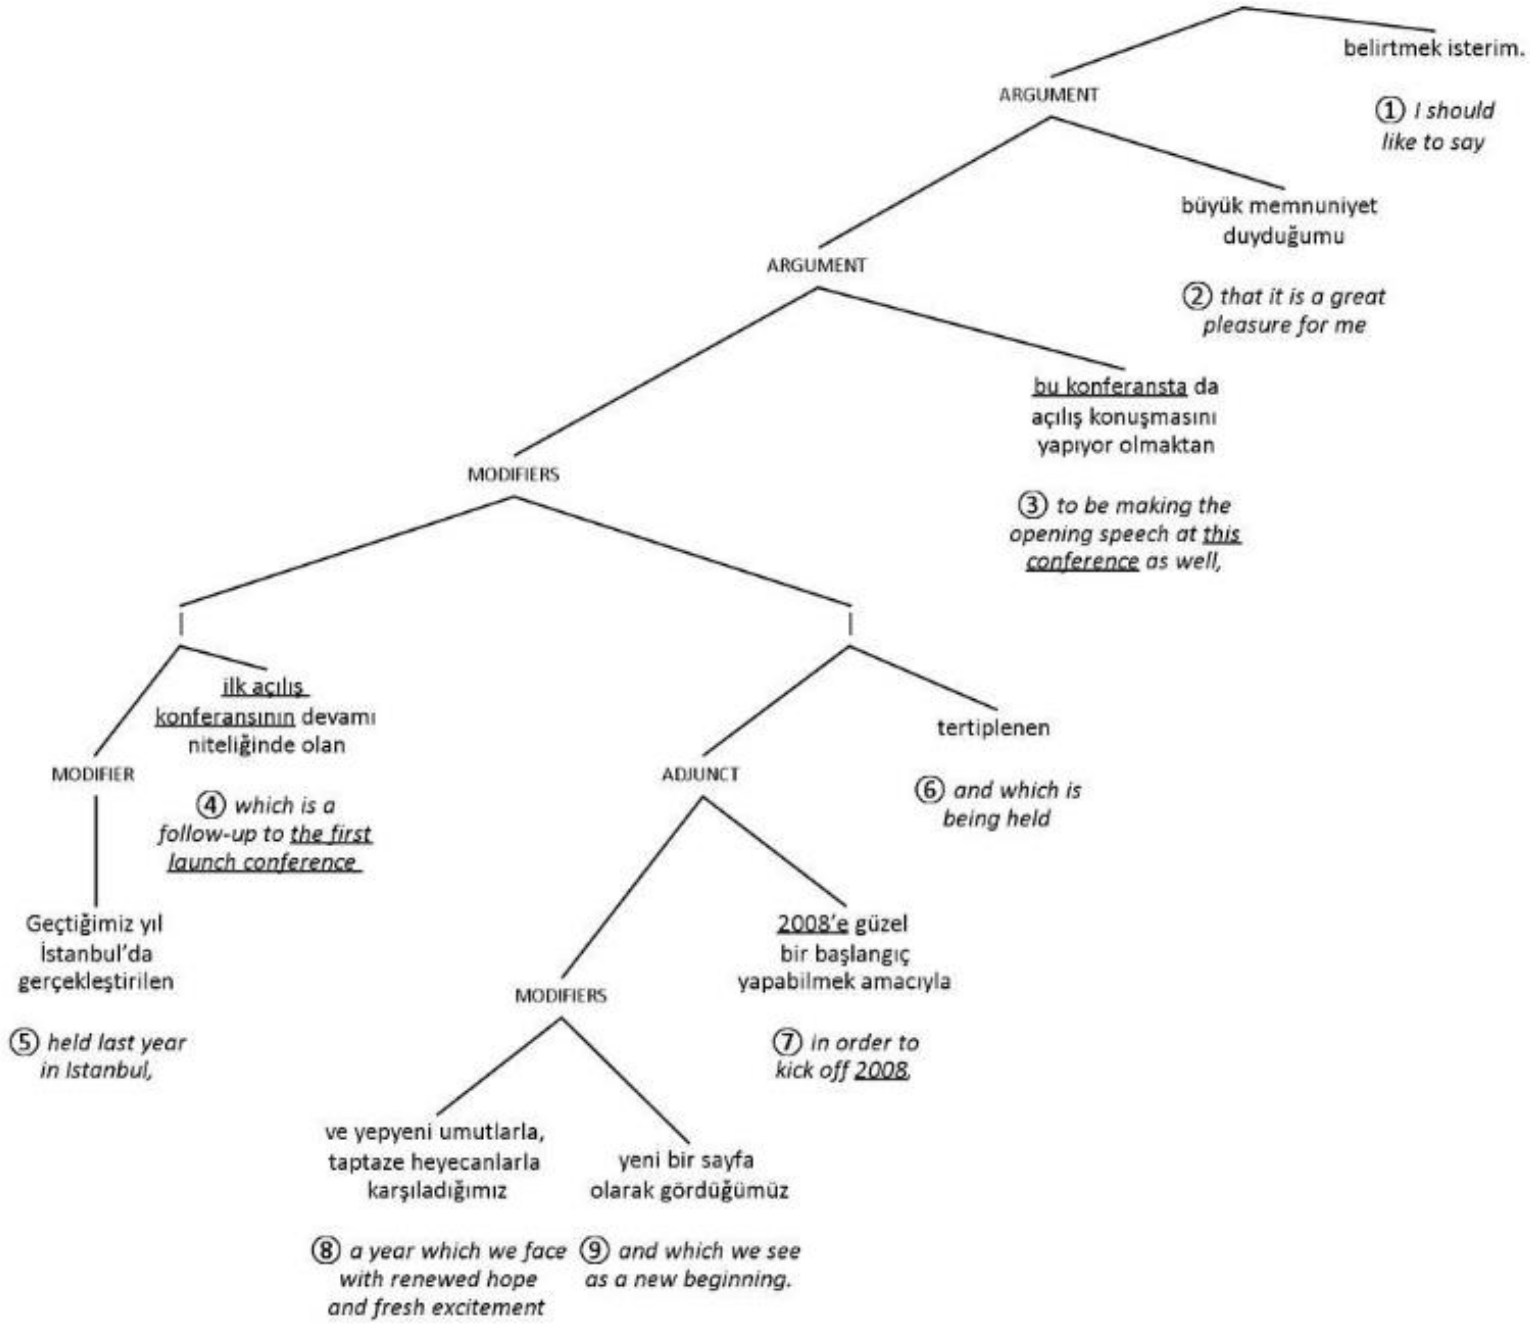 belirtmek isterim.
① I should
like to say
ARGUMENT
büyük memnuniyet
duyduğumu
② that it is a great
pleasure for me
ARGUMENT
bu konferansta da
açılış konuşmasını
yapıyor olmaktan
③ to be making the
opening speech at this
conference as well,
MODIFIERS
ilk açılış
konferansının devamı
niteliğinde olan
④ which is a
follow-up to the first
launch conference
MODIFIER
Geçtiğimiz yıl
İstanbul'da
gerçekleştirilen
⑤ held last year
in Istanbul,
tertiplenen
⑥ and which is
being held
ADJUNCT
2008'e güzel
bir başlangıç
yapabilmek amacıyla
⑦ in order to
kick off 2008,
MODIFIERS
ve yepyeni umutlarla,
taptaze heyecanlarla
karşıladığımız
⑧ a year which we face
with renewed hope
and fresh excitement
yeni bir sayfa
olarak gördüğümüz
⑨ and which we see
as a new beginning.